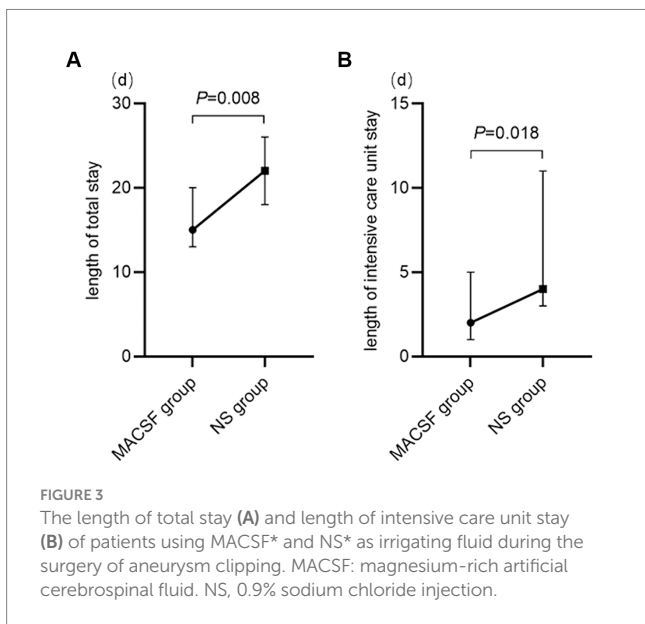 A
(d)
30
20
10
0
length of total stay
P=0.008
MACSF group
NS group
B
(d)
15
10
5
0
length of intensive care unit stay
P=0.018
MACSF group
NS group
FIGURE 3
The length of total stay (A) and length of intensive care unit stay
(B) of patients using MACSF* and NS* as irrigating fluid during the
surgery of aneurysm clipping. MACSF: magnesium-rich artificial
cerebrospinal fluid. NS, 0.9% sodium chloride injection.